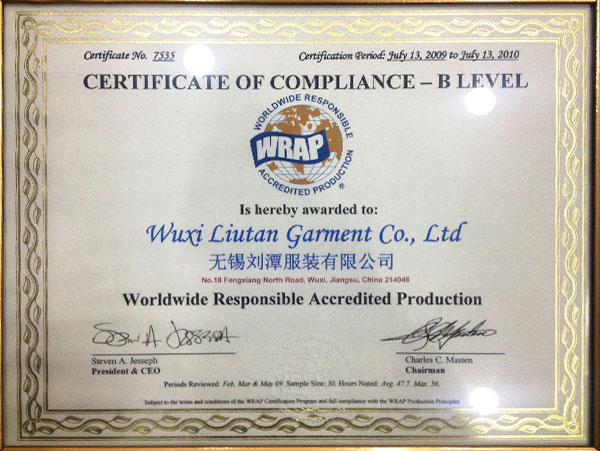 Certificate No. 7535 Certification Period: July 13, 2009 to July 13, 2010
CERTIFICATE OF COMPLIANCE – B LEVEL
WORLDWIDE RESPONSIBLE
WRAP
ACCREDITED PRODUCTION ®
Is hereby awarded to:
Wuxi Liutan Garment Co., Ltd
无锡刘潭服装有限公司
No.18 Fengxiang North Road, Wuxi, Jiangsu, China 214046
Worldwide Responsible Accredited Production
Steven A. Jesseph Charles C. Masten
President & CEO Chairman
Periods Reviewed: Feb, Mar & May 09. Sample Size: 30. Hours Noted: Avg. 47.7, Max. 56.
Subject to the terms and conditions of the WRAP Certification Program and full compliance with the WRAP Production Principles